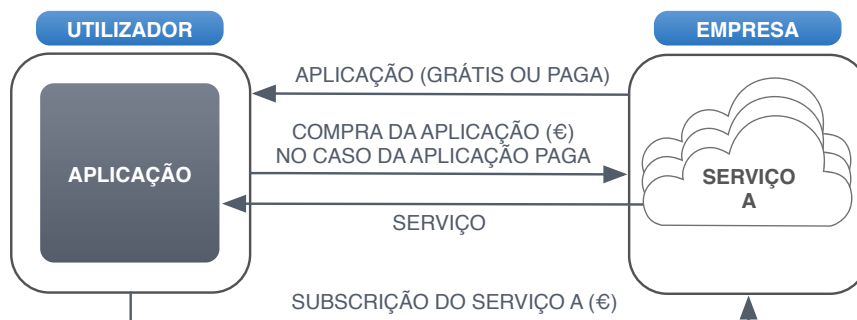 UTILIZADOR
EMPRESA
APLICAÇÃO (GRÁTIS OU PAGA)
COMPRA DA APLICAÇÃO (€)
NO CASO DA APLICAÇÃO PAGA
APLICAÇÃO
SERVIÇO
A
SERVIÇO
SUBSCRIÇÃO DO SERVIÇO A (€)